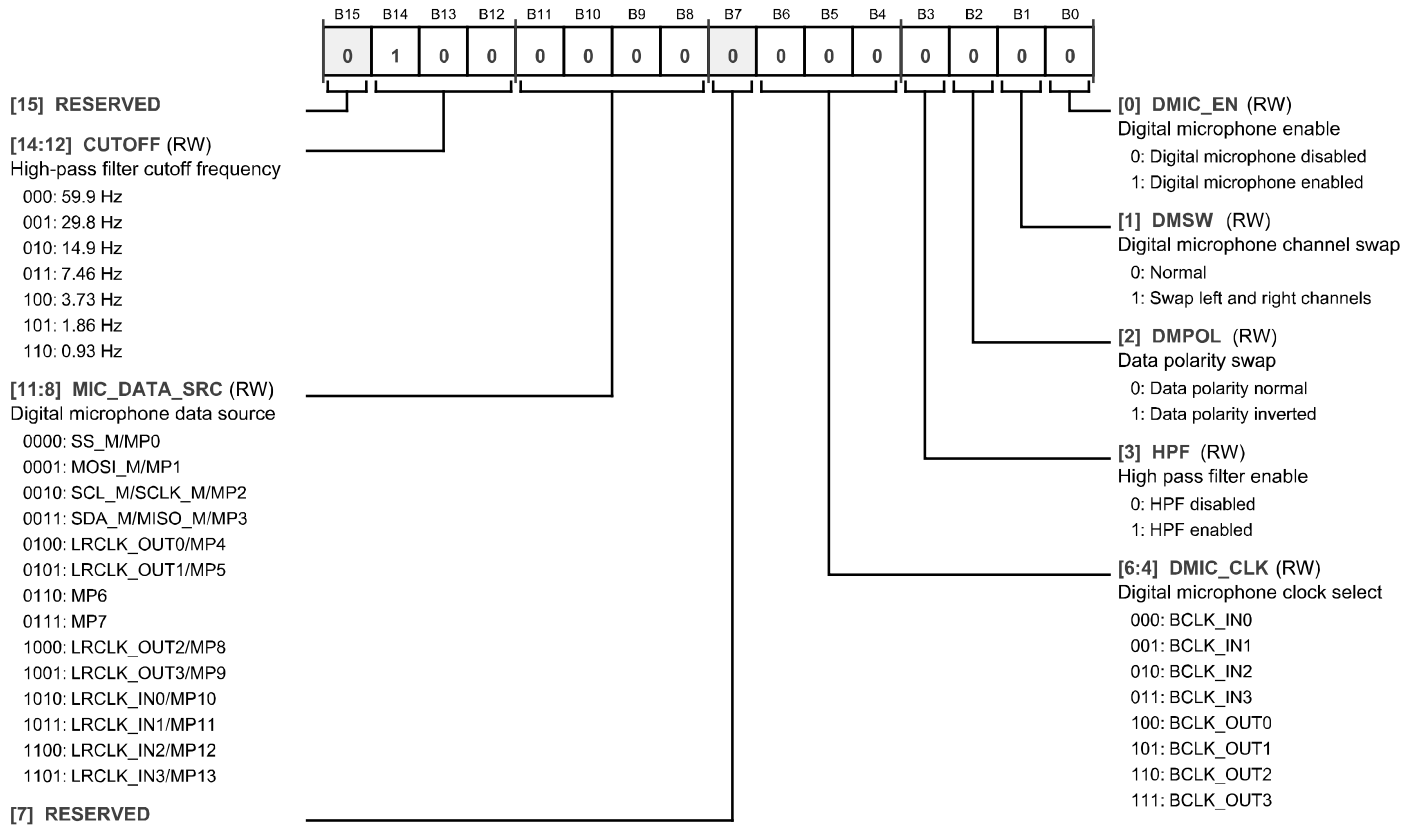 B15 B14 B13 B12 B11 B10 B9 B8 B7 B6 B5 B4 B3 B2 B1 B0
0 1 0 0 0 0 0 0 0 0 0 0 0 0 0 0
[15] RESERVED
[14:12] CUTOFF (RW)
High-pass filter cutoff frequency
000: 59.9 Hz
001: 29.8 Hz
010: 14.9 Hz
011: 7.46 Hz
100: 3.73 Hz
101: 1.86 Hz
110: 0.93 Hz
[11:8] MIC_DATA_SRC (RW)
Digital microphone data source
0000: SS_M/MP0
0001: MOSI_M/MP1
0010: SCL_M/SCLK_M/MP2
0011: SDA_M/MISO_M/MP3
0100: LRCLK_OUT0/MP4
0101: LRCLK_OUT1/MP5
0110: MP6
0111: MP7
1000: LRCLK_OUT2/MP8
1001: LRCLK_OUT3/MP9
1010: LRCLK_IN0/MP10
1011: LRCLK_IN1/MP11
1100: LRCLK_IN2/MP12
1101: LRCLK_IN3/MP13
[7] RESERVED
[0] DMIC_EN (RW)
Digital microphone enable
0: Digital microphone disabled
1: Digital microphone enabled
[1] DMSW (RW)
Digital microphone channel swap
0: Normal
1: Swap left and right channels
[2] DMPOL (RW)
Data polarity swap
0: Data polarity normal
1: Data polarity inverted
[3] HPF (RW)
High pass filter enable
0: HPF disabled
1: HPF enabled
[6:4] DMIC_CLK (RW)
Digital microphone clock select
000: BCLK_IN0
001: BCLK_IN1
010: BCLK_IN2
011: BCLK_IN3
100: BCLK_OUT0
101: BCLK_OUT1
110: BCLK_OUT2
111: BCLK_OUT3